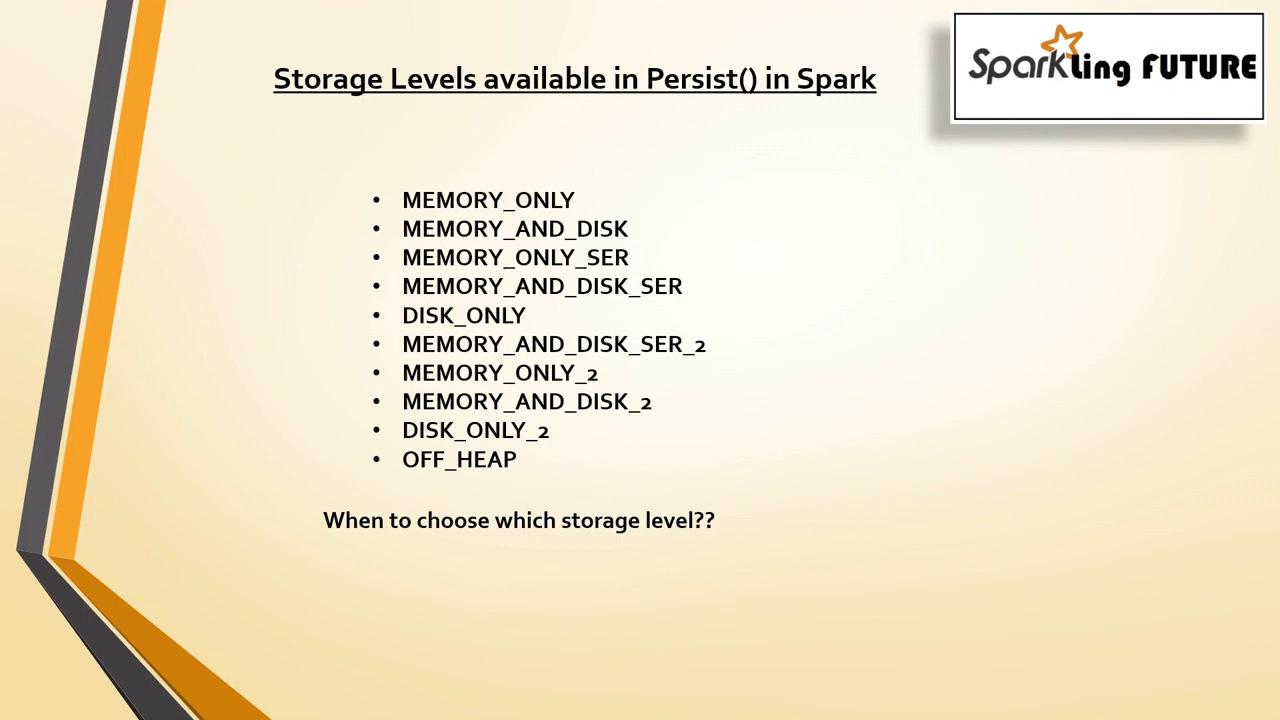 Storage Levels available in Persist() in Spark
Sparkling FUTURE
• MEMORY_ONLY
• MEMORY_AND_DISK
• MEMORY_ONLY_SER
• MEMORY_AND_DISK_SER
• DISK_ONLY
• MEMORY_AND_DISK_SER_2
• MEMORY_ONLY_2
• MEMORY_AND_DISK_2
• DISK_ONLY_2
• OFF_HEAP
When to choose which storage level??